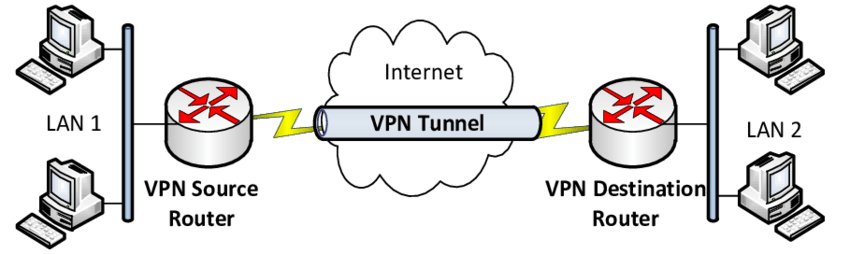 Internet
LAN 1
VPN Tunnel
LAN 2
VPN Source
Router
VPN Destination
Router